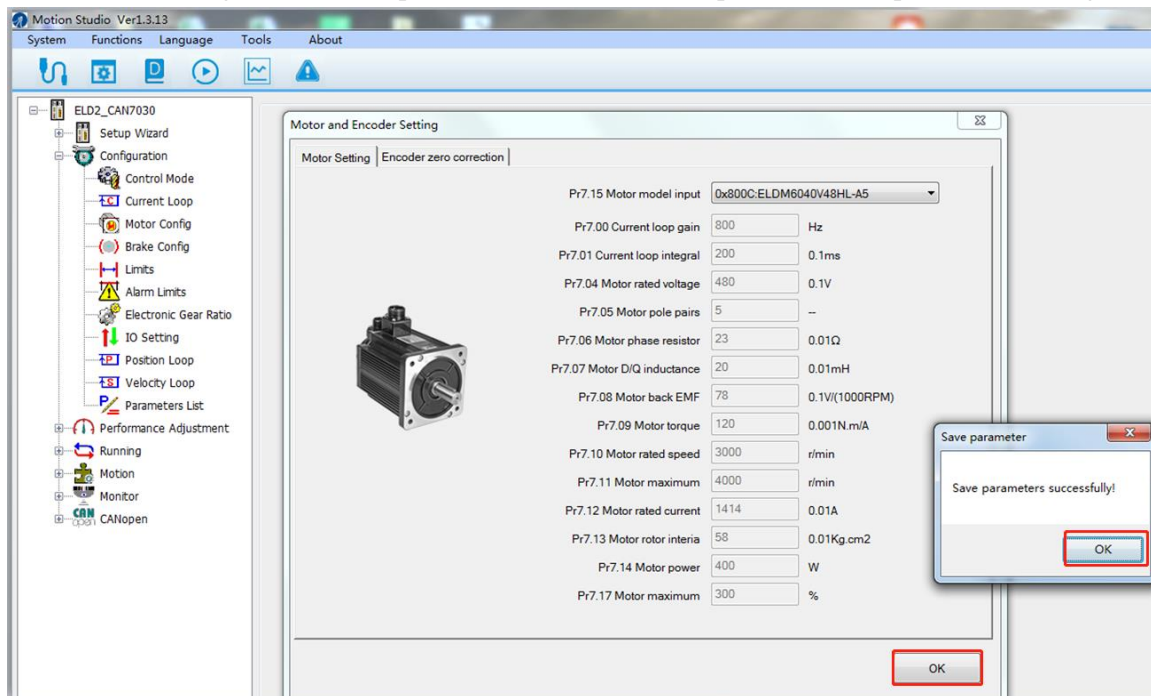 Motion Studio Ver1.3.13
System Functions Language Tools About
ELD2_CAN7030
Setup Wizard
Configuration
Control Mode
Current Loop
Motor Config
Brake Config
Limits
Alarm Limits
Electronic Gear Ratio
IO Setting
Position Loop
Velocity Loop
Parameters List
Performance Adjustment
Running
Motion
Monitor
CANopen
Motor and Encoder Setting
Motor Setting Encoder zero correction
Pr7.15 Motor model input 0x800C:ELDM6040V48HL-A5
Pr7.00 Current loop gain 800 Hz
Pr7.01 Current loop integral 200 0.1ms
Pr7.04 Motor rated voltage 480 0.1V
Pr7.05 Motor pole pairs 5 --
Pr7.06 Motor phase resistor 23 0.01Ω
Pr7.07 Motor D/Q inductance 20 0.01mH
Pr7.08 Motor back EMF 78 0.1V/(1000RPM)
Pr7.09 Motor torque 120 0.001N.m/A
Pr7.10 Motor rated speed 3000 r/min
Pr7.11 Motor maximum 4000 r/min
Pr7.12 Motor rated current 1414 0.01A
Pr7.13 Motor rotor interia 58 0.01Kg.cm2
Pr7.14 Motor power 400 W
Pr7.17 Motor maximum 300 %
OK
Save parameter
Save parameters successfully!
OK